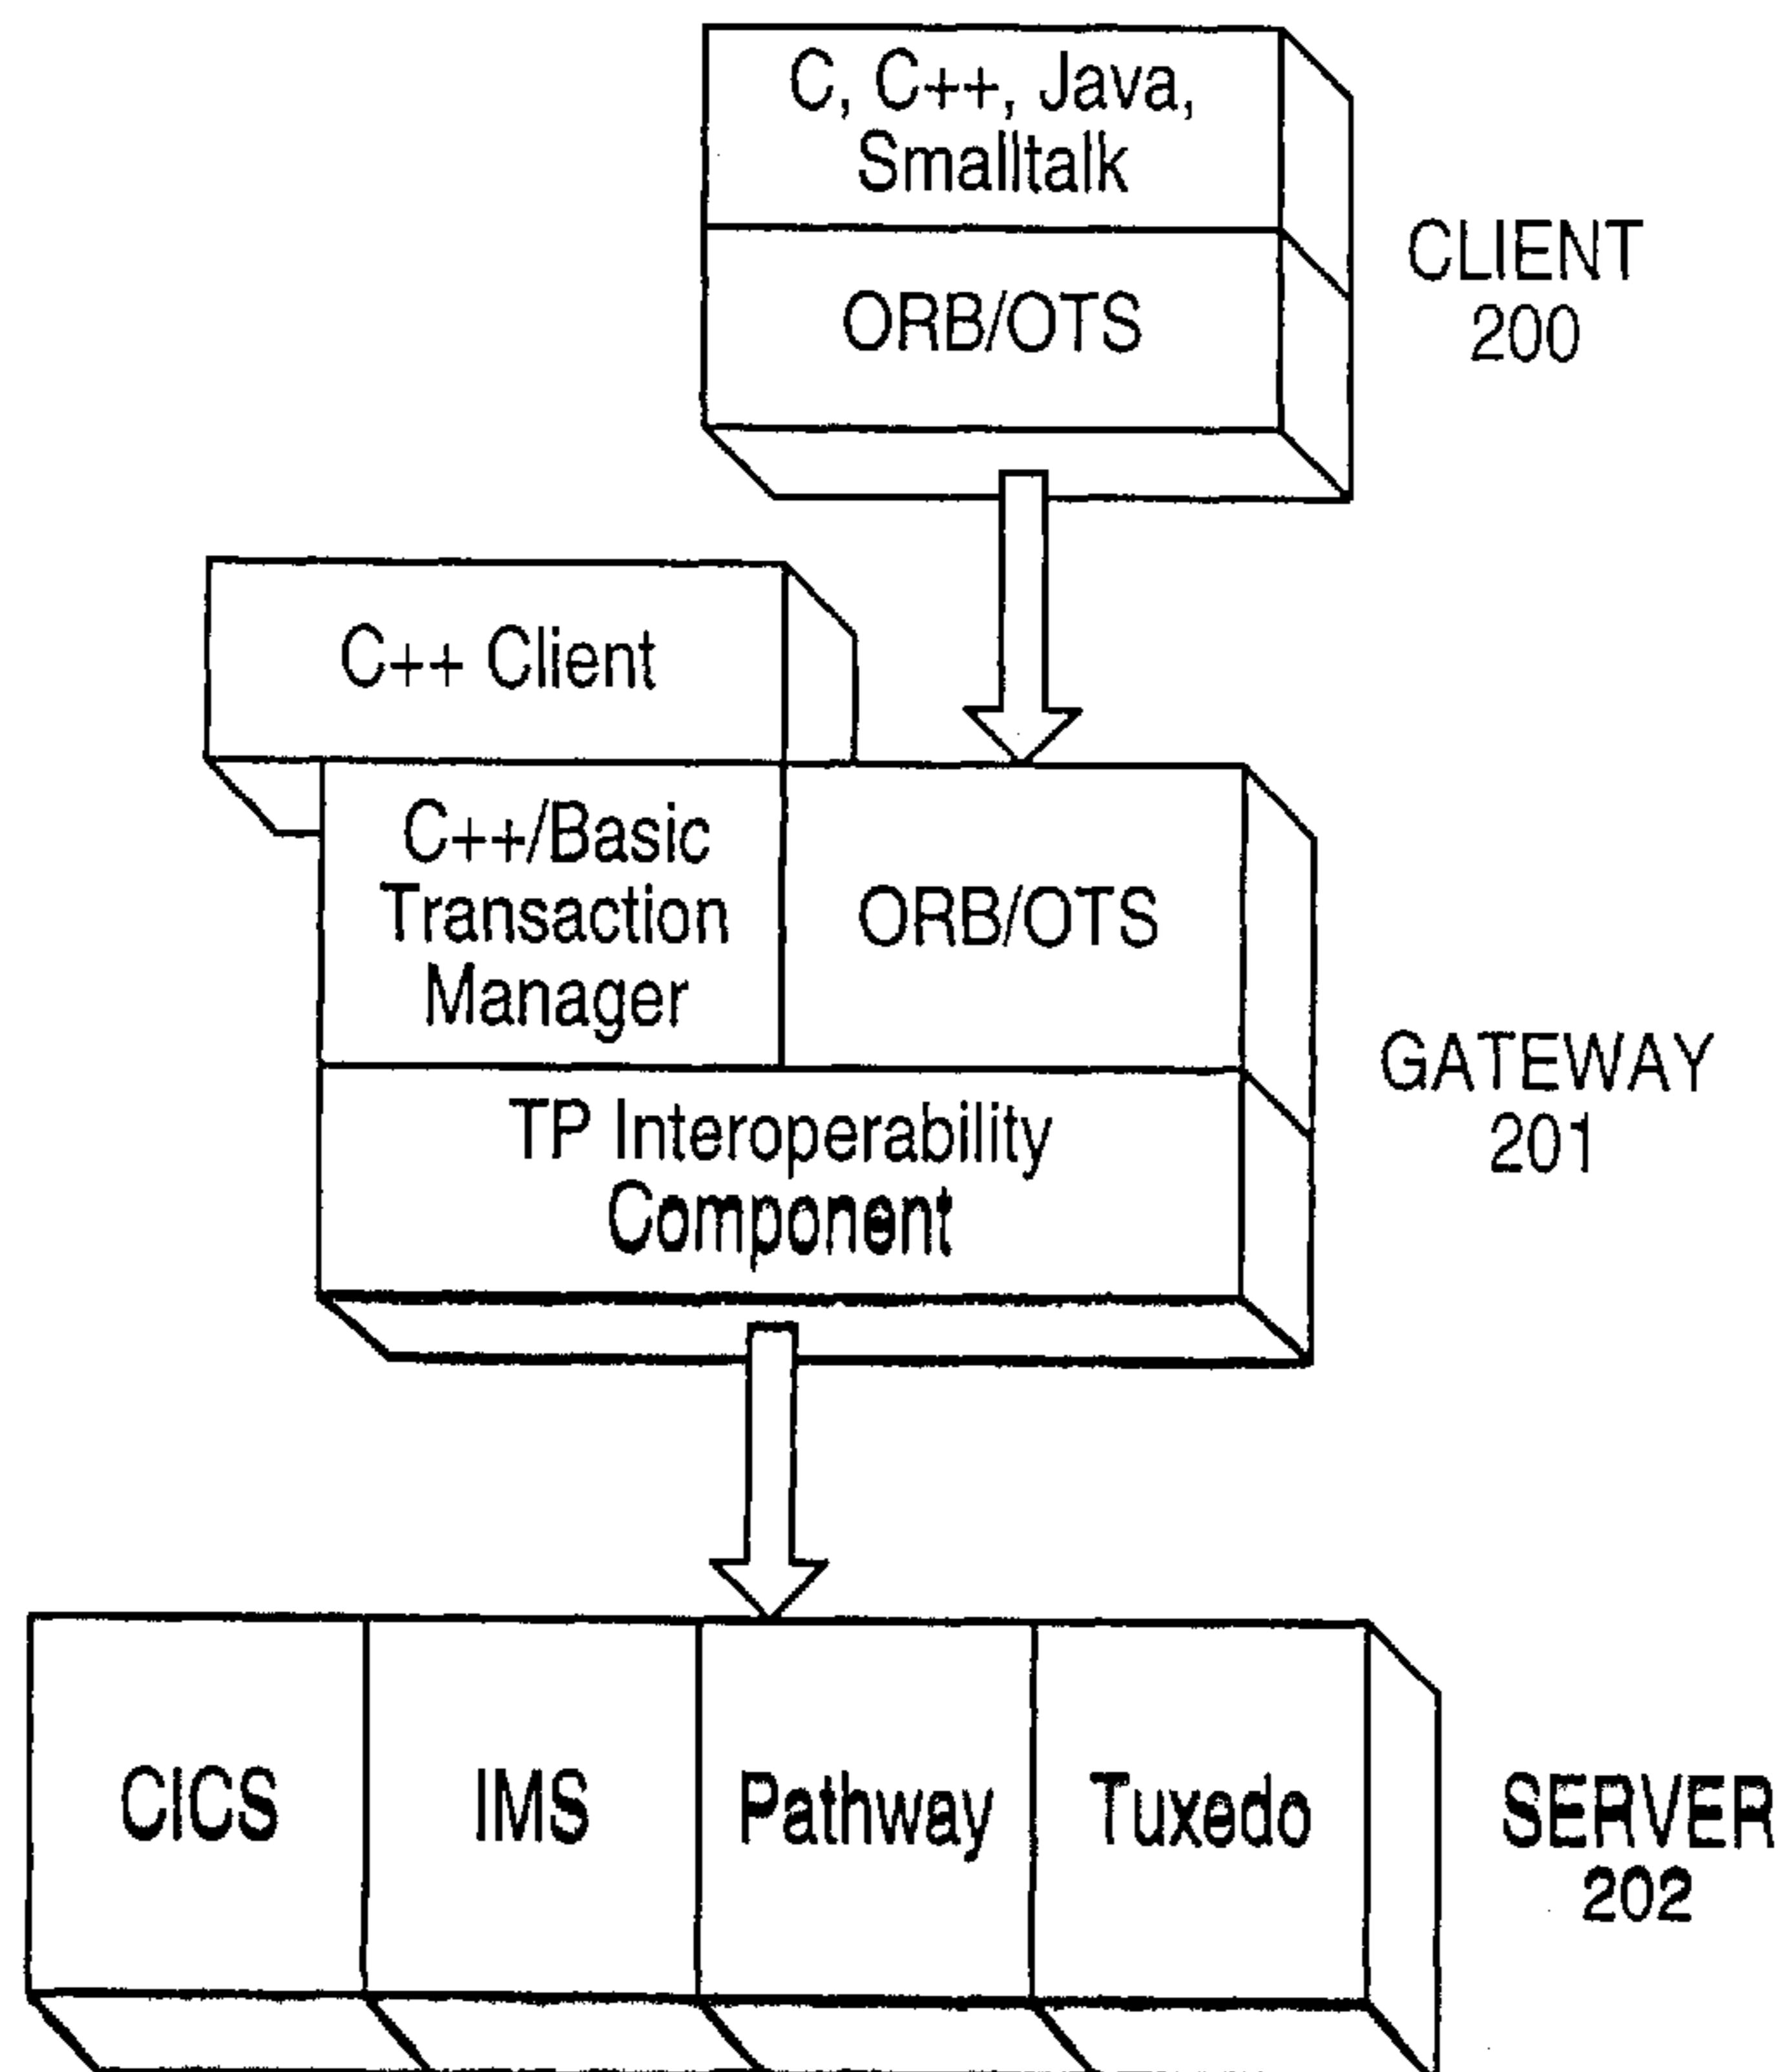 C, C++, Java,
Smalltalk
ORB/OTS
CLIENT
200
C++ Client
C++/Basic
Transaction
Manager
ORB/OTS
TP Interoperability
Component
GATEWAY
201
CICS
IMS
Pathway
Tuxedo
SERVER
202